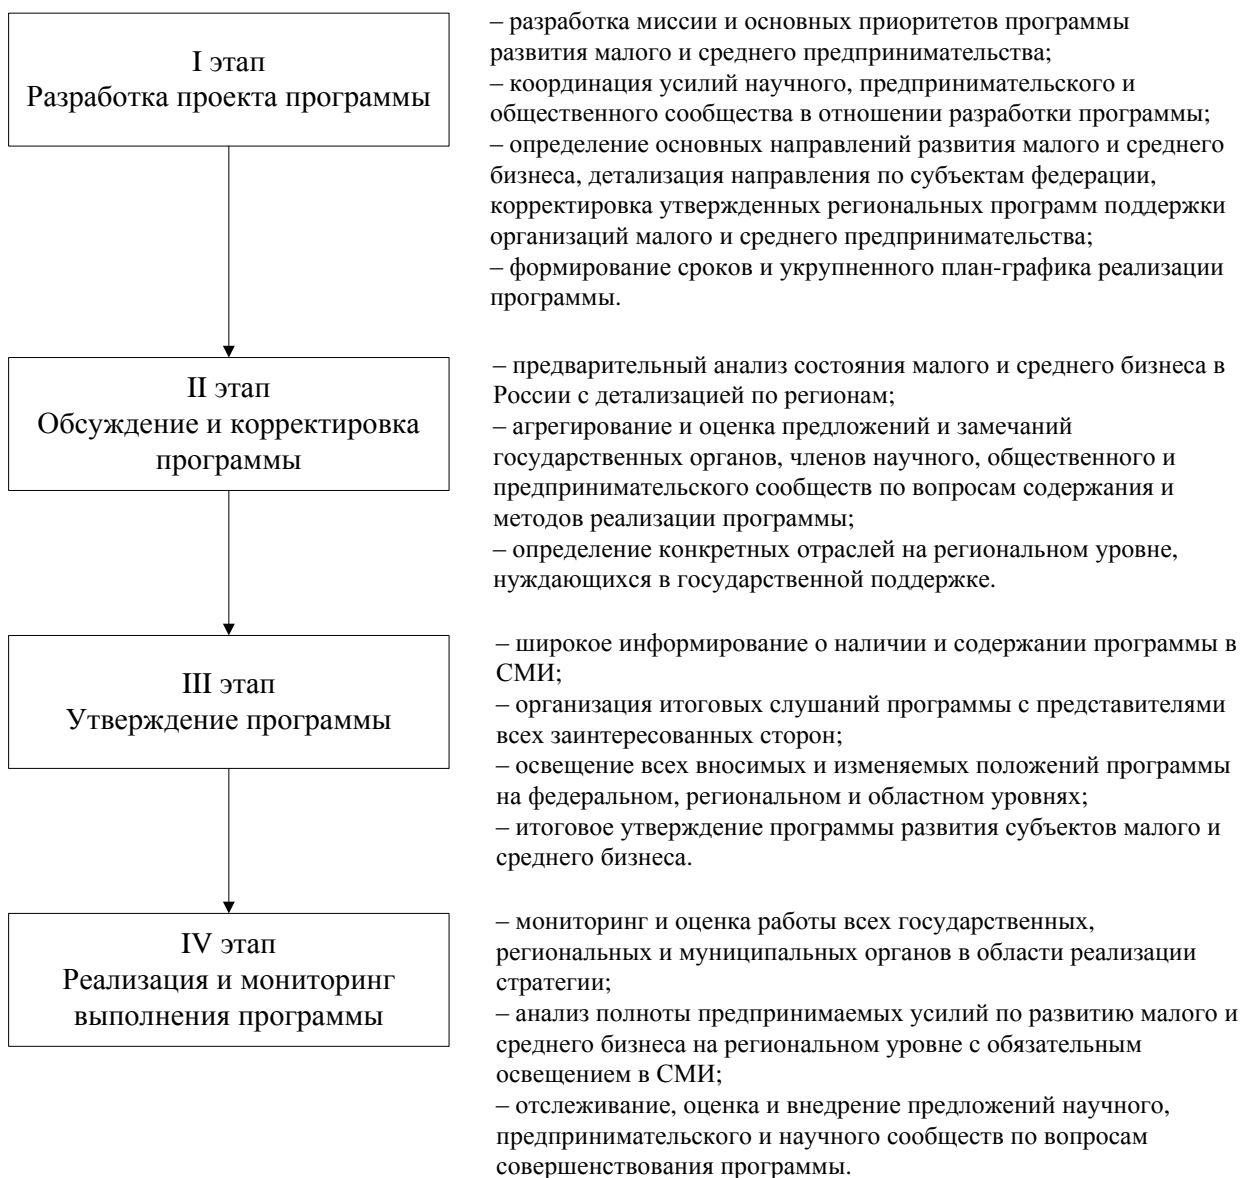 I этап
Разработка проекта программы
– разработка миссии и основных приоритетов программы
развития малого и среднего предпринимательства;
– координация усилий научного, предпринимательского и
общественного сообщества в отношении разработки программы;
– определение основных направлений развития малого и среднего
бизнеса, детализация направления по субъектам федерации,
корректировка утвержденных региональных программ поддержки
организаций малого и среднего предпринимательства;
– формирование сроков и укрупненного план-графика реализации
программы.
II этап
Обсуждение и корректировка
программы
– предварительный анализ состояния малого и среднего бизнеса в
России с детализацией по регионам;
– агрегирование и оценка предложений и замечаний
государственных органов, членов научного, общественного и
предпринимательского сообществ по вопросам содержания и
методов реализации программы;
– определение конкретных отраслей на региональном уровне,
нуждающихся в государственной поддержке.
III этап
Утверждение программы
– широкое информирование о наличии и содержании программы в
СМИ;
– организация итоговых слушаний программы с представителями
всех заинтересованных сторон;
– освещение всех вносимых и изменяемых положений программы
на федеральном, региональном и областном уровнях;
– итоговое утверждение программы развития субъектов малого и
среднего бизнеса.
IV этап
Реализация и мониторинг
выполнения программы
– мониторинг и оценка работы всех государственных,
региональных и муниципальных органов в области реализации
стратегии;
– анализ полноты предпринимаемых усилий по развитию малого и
среднего бизнеса на региональном уровне с обязательным
освещением в СМИ;
– отслеживание, оценка и внедрение предложений научного,
предпринимательского и научного сообществ по вопросам
совершенствования программы.